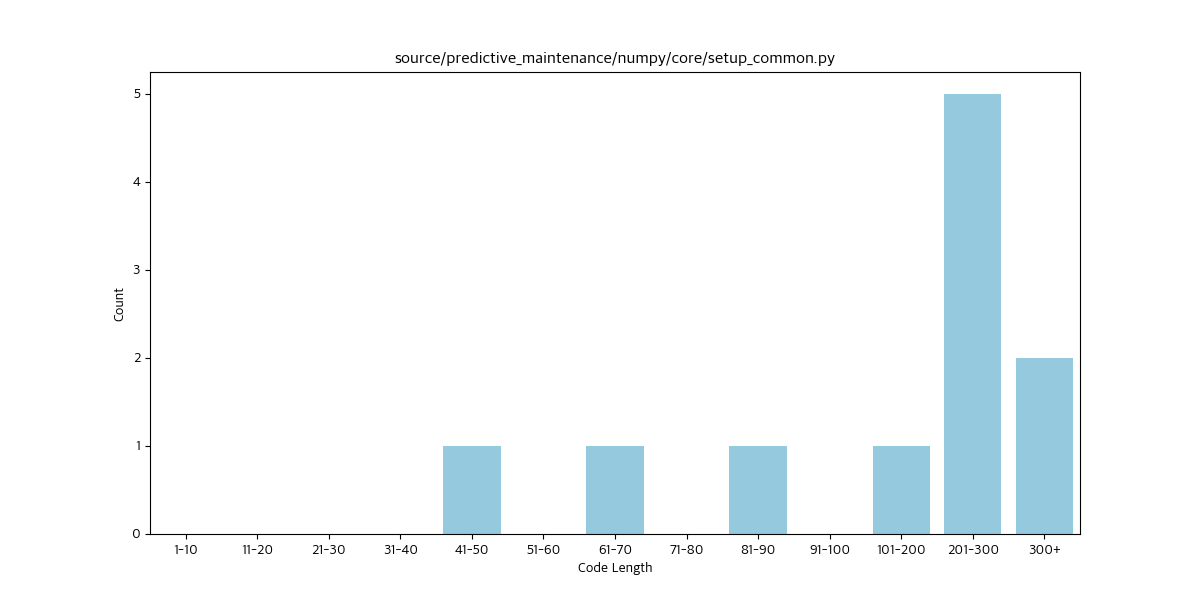 source/predictive_maintenance/numpy/core/setup_common.py
5
4
3
2
1
0
Count
1-10 11-20 21-30 31-40 41-50 51-60 61-70 71-80 81-90 91-100 101-200 201-300 300+
Code Length